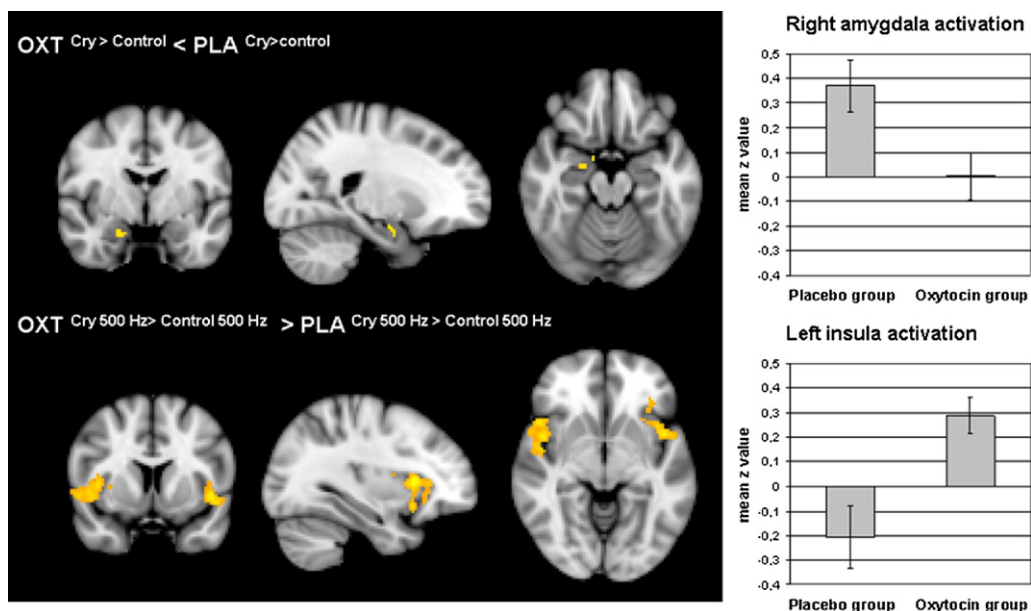 OXT Cry > Control < PLA Cry>control
OXT Cry 500 Hz> Control 500 Hz > PLA Cry 500 Hz > Control 500 Hz
Right amygdala activation
0,5
0,4
0,3
0,2
0,1
0
-0,1
-0,2
-0,3
-0,4
mean z value
Placebo group Oxytocin group
Left insula activation
0,5
0,4
0,3
0,2
0,1
0
-0,1
-0,2
-0,3
-0,4
mean z value
Placebo group Oxytocin group